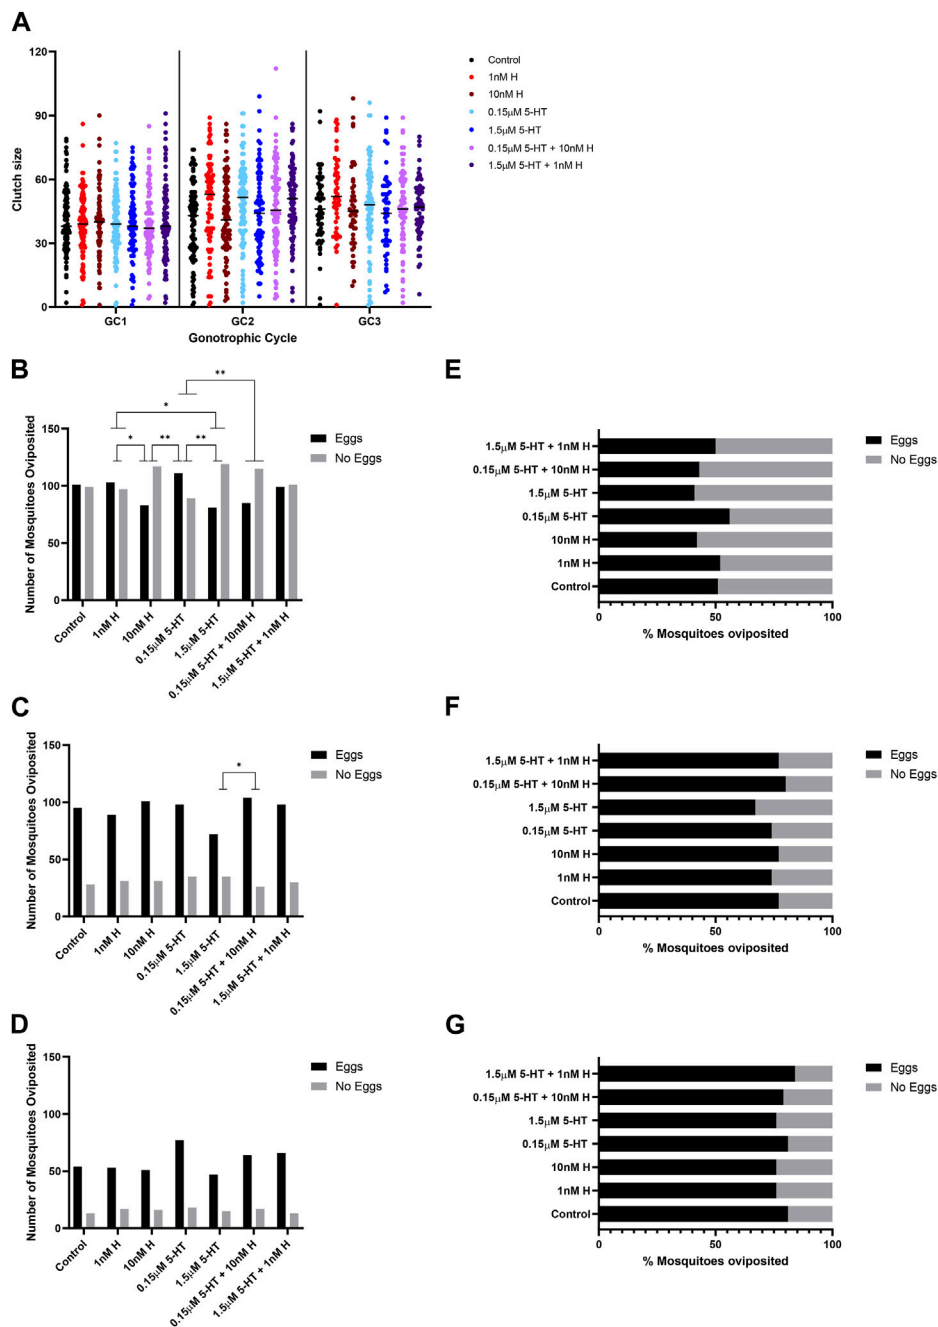 A
120
90
60
30
0
Clutch size
GC1
GC2
GC3
Gonotrophic Cycle
Control
1nM H
10nM H
0.15μM 5-HT
1.5μM 5-HT
0.15μM 5-HT + 10nM H
1.5μM 5-HT + 1nM H
B
150
100
50
0
Number of Mosquitoes Oviposited
**
*
*
**
**
Eggs
No Eggs
Control
1nM H
10nM H
0.15μM 5-HT
1.5μM 5-HT
0.15μM 5-HT + 10nM H
1.5μM 5-HT + 1nM H
E
1.5μM 5-HT + 1nM H
0.15μM 5-HT + 10nM H
1.5μM 5-HT
0.15μM 5-HT
10nM H
1nM H
Control
0
50
100
% Mosquitoes oviposited
Eggs
No Eggs
C
150
100
50
0
Number of Mosquitoes Oviposited
*
Eggs
No Eggs
Control
1nM H
10nM H
0.15μM 5-HT
1.5μM 5-HT
0.15μM 5-HT + 10nM H
1.5μM 5-HT + 1nM H
F
1.5μM 5-HT + 1nM H
0.15μM 5-HT + 10nM H
1.5μM 5-HT
0.15μM 5-HT
10nM H
1nM H
Control
0
50
100
% Mosquitoes oviposited
Eggs
No Eggs
D
150
100
50
0
Number of Mosquitoes Oviposited
Eggs
No Eggs
Control
1nM H
10nM H
0.15μM 5-HT
1.5μM 5-HT
0.15μM 5-HT + 10nM H
1.5μM 5-HT + 1nM H
G
1.5μM 5-HT + 1nM H
0.15μM 5-HT + 10nM H
1.5μM 5-HT
0.15μM 5-HT
10nM H
1nM H
Control
0
50
100
% Mosquitoes oviposited
Eggs
No Eggs